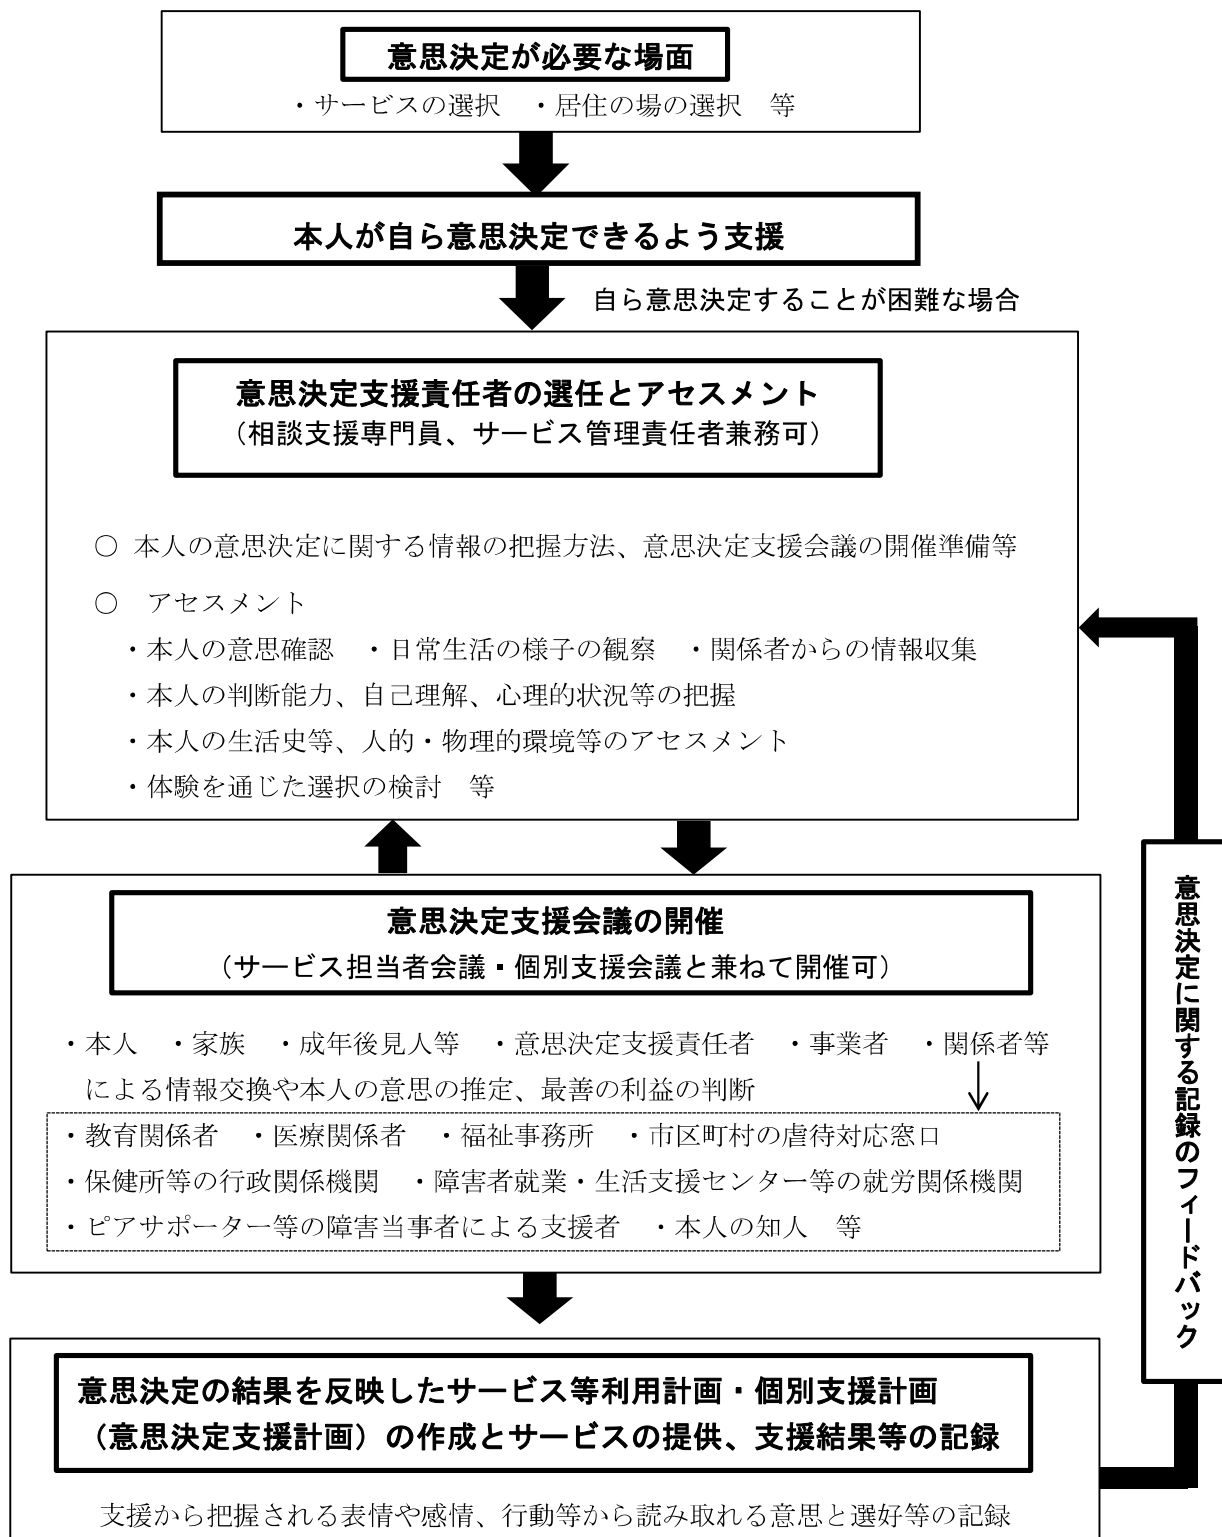 意思決定が必要な場面
・サービスの選択　・居住の場の選択　等
本人が自ら意思決定できるよう支援
自ら意思決定することが困難な場合
意思決定支援責任者の選任とアセスメント
（相談支援専門員、サービス管理責任者兼務可）
○ 本人の意思決定に関する情報の把握方法、意思決定支援会議の開催準備等
○　アセスメント
・本人の意思確認　・日常生活の様子の観察　・関係者からの情報収集
・本人の判断能力、自己理解、心理的状況等の把握
・本人の生活史等、人的・物理的環境等のアセスメント
・体験を通じた選択の検討　等
意思決定支援会議の開催
（サービス担当者会議・個別支援会議と兼ねて開催可）
・本人　・家族　・成年後見人等　・意思決定支援責任者　・事業者　・関係者等
による情報交換や本人の意思の推定、最善の利益の判断
・教育関係者　・医療関係者　・福祉事務所　・市区町村の虐待対応窓口
・保健所等の行政関係機関　・障害者就業・生活支援センター等の就労関係機関
・ピアサポーター等の障害当事者による支援者　・本人の知人　等
意思決定の結果を反映したサービス等利用計画・個別支援計画
（意思決定支援計画）の作成とサービスの提供、支援結果等の記録
支援から把握される表情や感情、行動等から読み取れる意思と選好等の記録
意思決定に関する記録のフィードバック